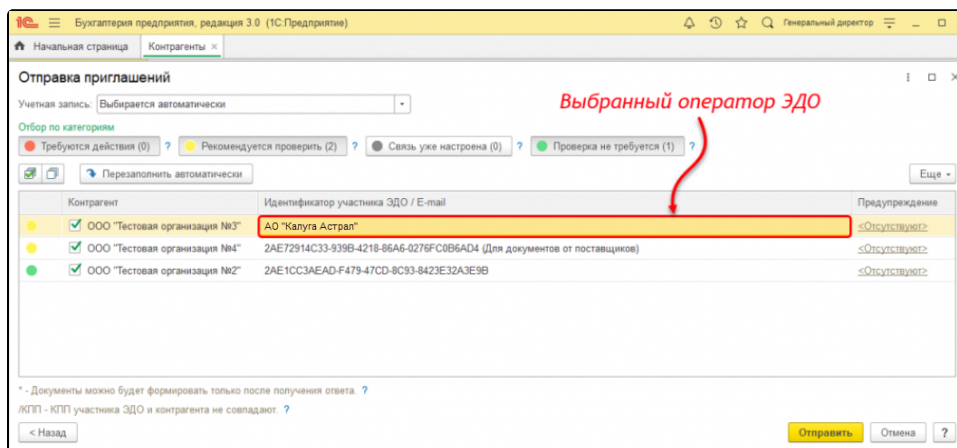 1С Бухгалтерия предприятия, редакция 3.0 (1С:Предприятие) Генеральный директор
Начальная страница Контрагенты ×
Отправка приглашений
Учетная запись: Выбирается автоматически
Выбранный оператор ЭДО
Отбор по категориям
Требуются действия (0) ? Рекомендуется проверить (2) ? Связь уже настроена (0) ? Проверка не требуется (1) ?
Перезаполнить автоматически Еще
Контрагент Идентификатор участника ЭДО / E-mail Предупреждение
ООО "Тестовая организация №3" АО "Калуга Астрал" <Отсутствуют>
ООО "Тестовая организация №4" 2AE72914C33-939B-4218-86A6-0276FC0B6AD4 (Для документов от поставщиков) <Отсутствуют>
ООО "Тестовая организация №2" 2AE1CC3AEAD-F479-47CD-8C93-8423E32A3E9B <Отсутствуют>
* - Документы можно будет формировать только после получения ответа. ?
/КПП - КПП участника ЭДО и контрагента не совпадают. ?
< Назад Отправить Отмена ?